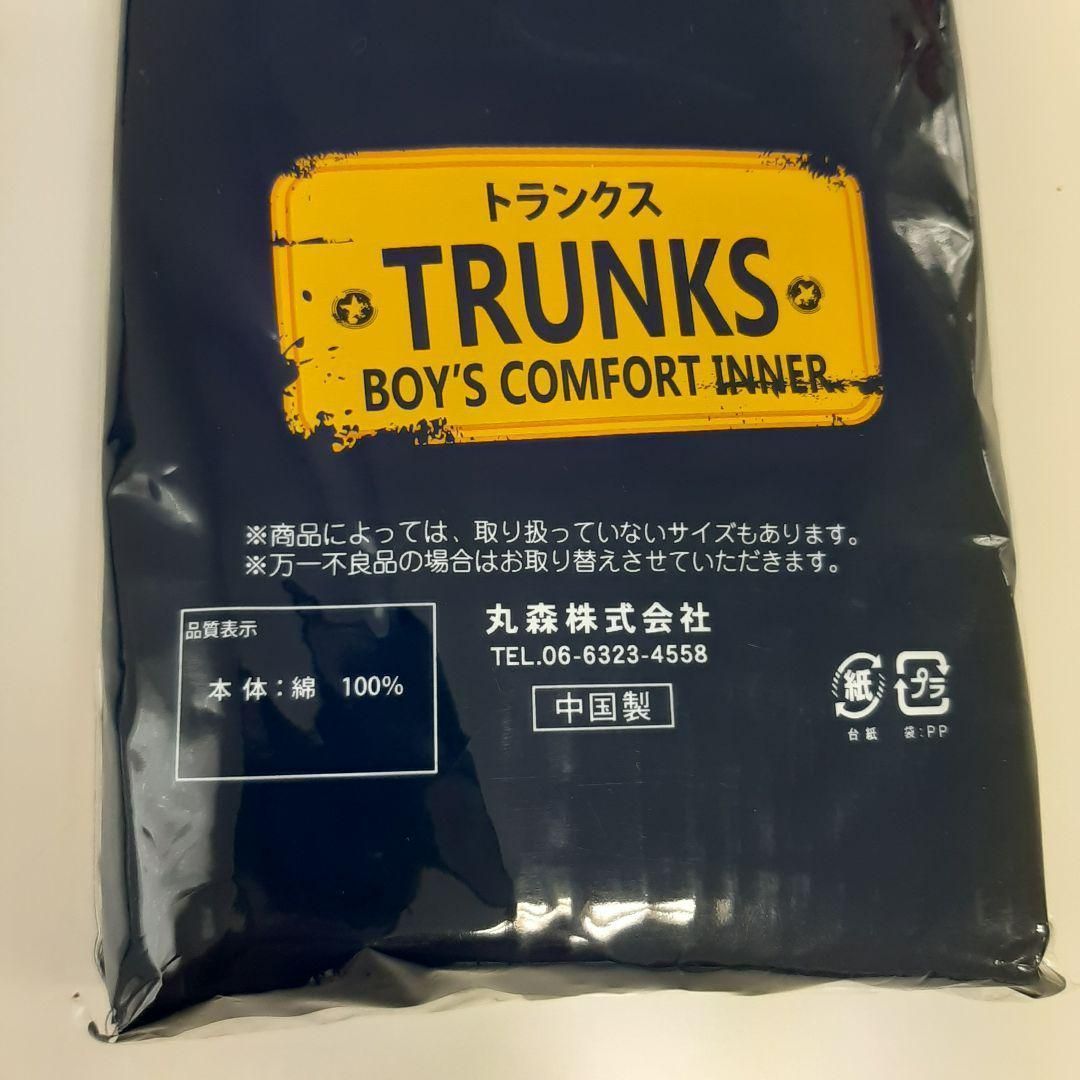 トランクス
TRUNKS
BOY'S COMFORT INNER
※商品によっては、取り扱っていないサイズもあります。
※万一不良品の場合はお取り替えさせていただきます。
品質表示
本体：綿　100%
丸森株式会社
TEL.06-6323-4558
中国製
紙 プラ
台紙 袋：PP